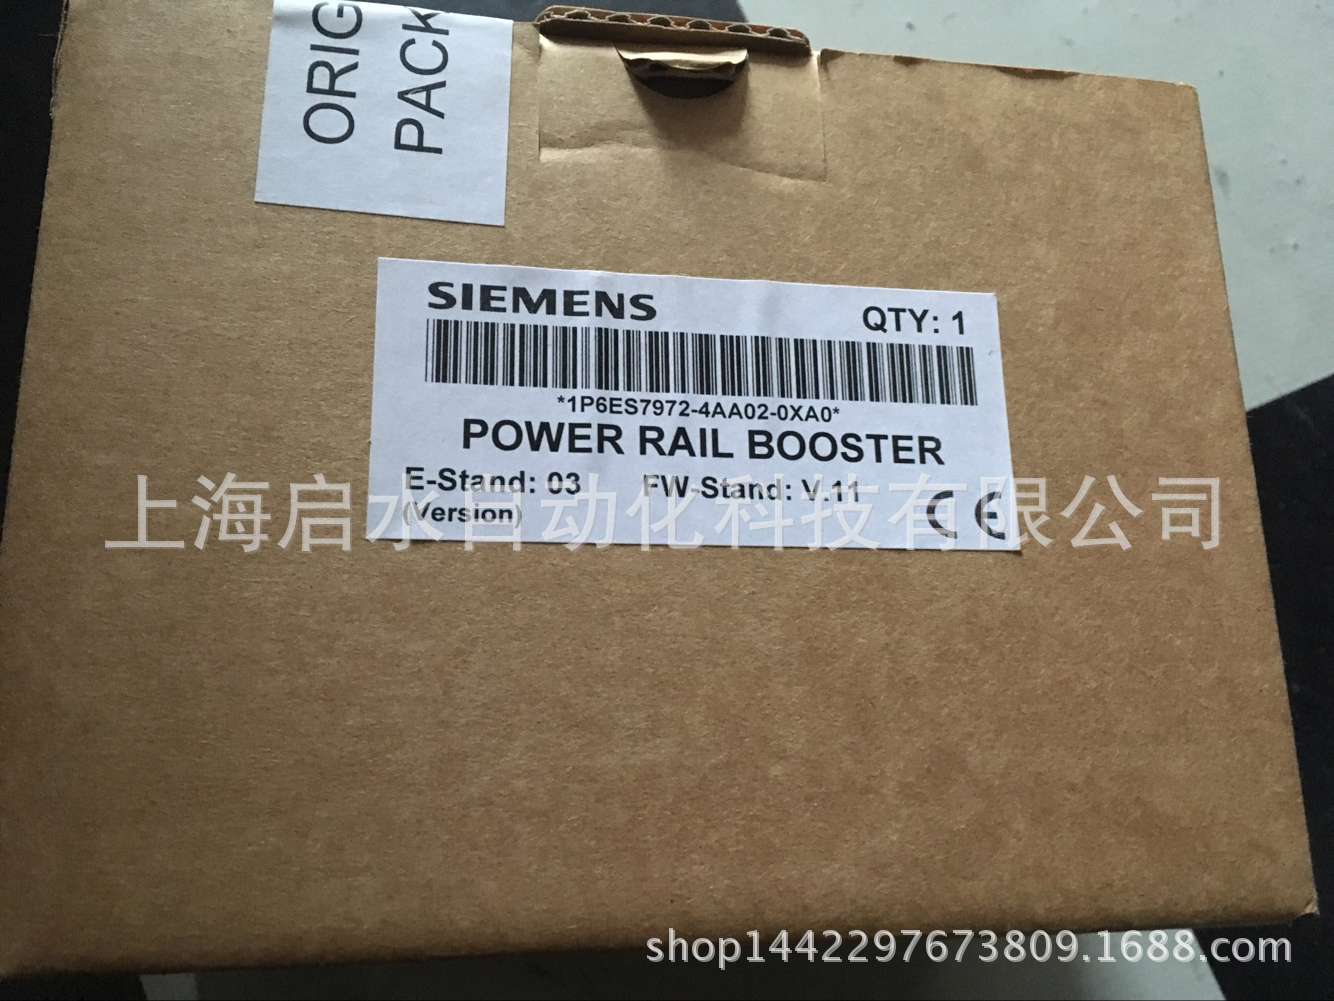 ORIG
PACK
SIEMENS
QTY: 1
*1P6ES7972-4AA02-0XA0*
POWER RAIL BOOSTER
E-Stand: 03 FW-Stand: V.11
(Version)
CE
上海启水自动化科技有限公司
shop1442297673809.1688.com